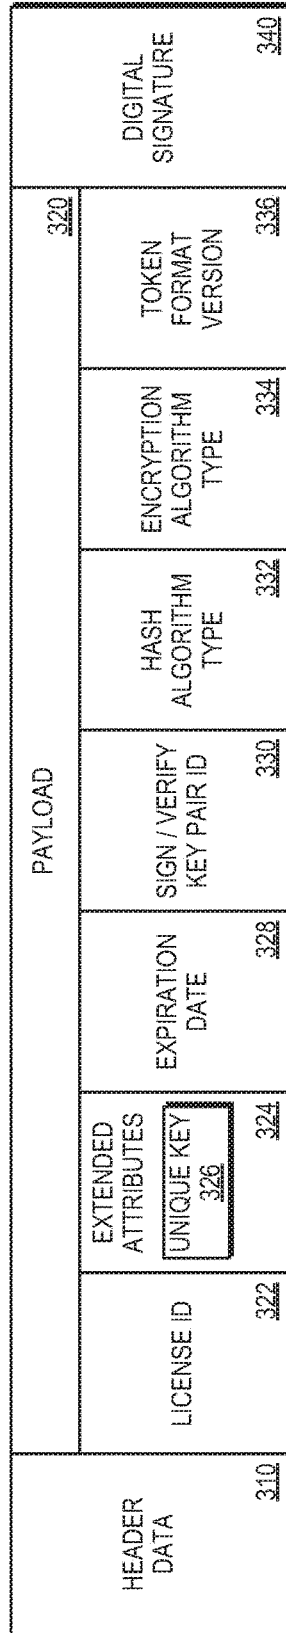 HEADER
DATA
310
PAYLOAD
320
LICENSE ID
322
EXTENDED
ATTRIBUTES
UNIQUE KEY
326
324
EXPIRATION
DATE
328
SIGN / VERIFY
KEY PAIR ID
330
HASH
ALGORITHM
TYPE
332
ENCRYPTION
ALGORITHM
TYPE
334
TOKEN
FORMAT
VERSION
336
DIGITAL
SIGNATURE
340